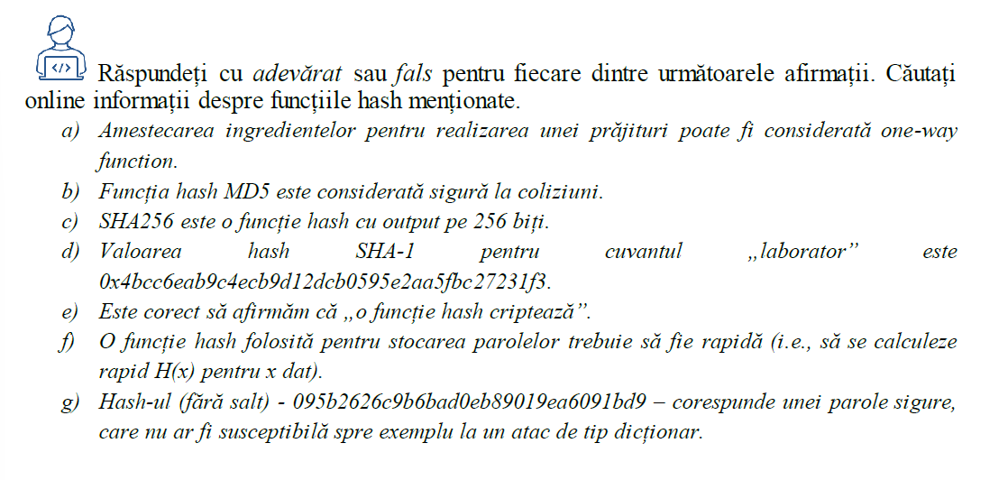 </>
Răspundeți cu adevărat sau fals pentru fiecare dintre următoarele afirmații. Căutați
online informații despre funcțiile hash menționate.
a) Amestecarea ingredientelor pentru realizarea unei prăjituri poate fi considerată one-way
function.
b) Funcția hash MD5 este considerată sigură la coliziuni.
c) SHA256 este o funcție hash cu output pe 256 biți.
d) Valoarea hash SHA-1 pentru cuvantul „laborator” este
0x4bcc6eab9c4ecb9d12dcb0595e2aa5fbc27231f3.
e) Este corect să afirmăm că „o funcție hash criptează”.
f) O funcție hash folosită pentru stocarea parolelor trebuie să fie rapidă (i.e., să se calculeze
rapid H(x) pentru x dat).
g) Hash-ul (fără salt) - 095b2626c9b6bad0eb89019ea6091bd9 – corespunde unei parole sigure,
care nu ar fi susceptibilă spre exemplu la un atac de tip dicționar.